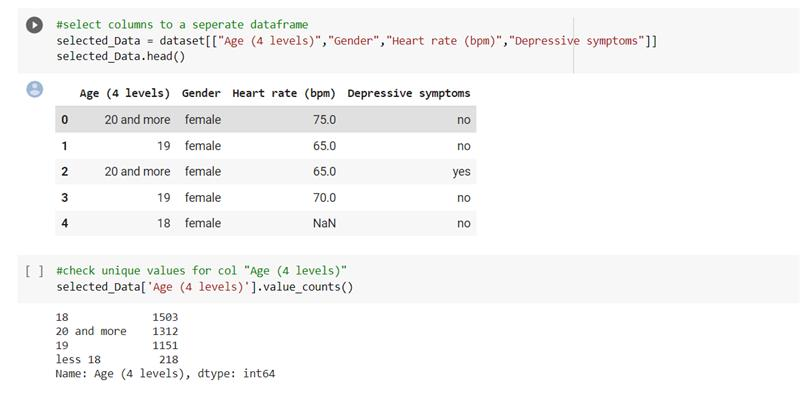 #select columns to a seperate dataframe
selected_Data = dataset[["Age (4 levels)","Gender","Heart rate (bpm)","Depressive symptoms"]]
selected_Data.head()
Age (4 levels) Gender Heart rate (bpm) Depressive symptoms
0 20 and more female 75.0 no
1 19 female 65.0 no
2 20 and more female 65.0 yes
3 19 female 70.0 no
4 18 female NaN no
[ ] #check unique values for col "Age (4 levels)"
selected_Data['Age (4 levels)'].value_counts()
18 1503
20 and more 1312
19 1151
less 18 218
Name: Age (4 levels), dtype: int64